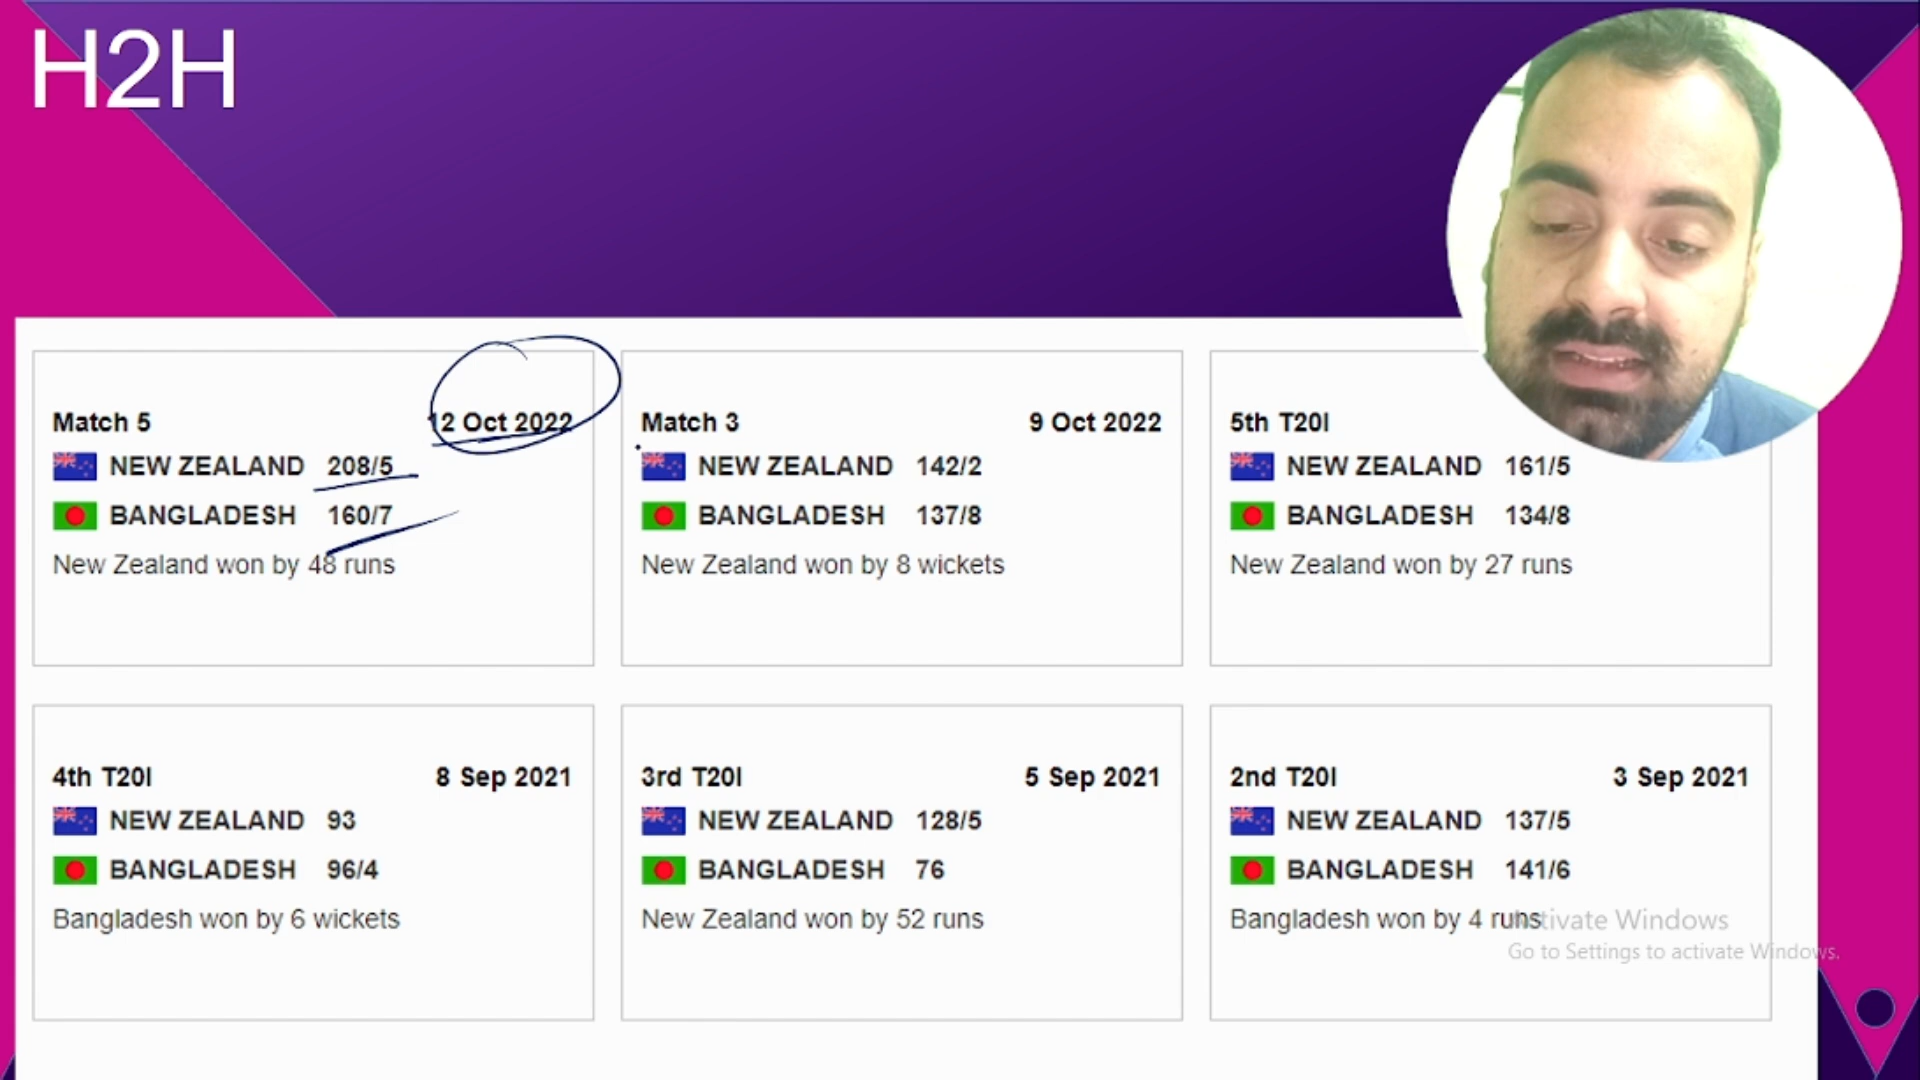 H2H
Match 5 12 Oct 2022
NEW ZEALAND 208/5
BANGLADESH 160/7
New Zealand won by 48 runs
Match 3 9 Oct 2022
NEW ZEALAND 142/2
BANGLADESH 137/8
New Zealand won by 8 wickets
5th T20I
NEW ZEALAND 161/5
BANGLADESH 134/8
New Zealand won by 27 runs
4th T20I 8 Sep 2021
NEW ZEALAND 93
BANGLADESH 96/4
Bangladesh won by 6 wickets
3rd T20I 5 Sep 2021
NEW ZEALAND 128/5
BANGLADESH 76
New Zealand won by 52 runs
2nd T20I 3 Sep 2021
NEW ZEALAND 137/5
BANGLADESH 141/6
Bangladesh won by 4 runs
Activate Windows
Go to Settings to activate Windows.